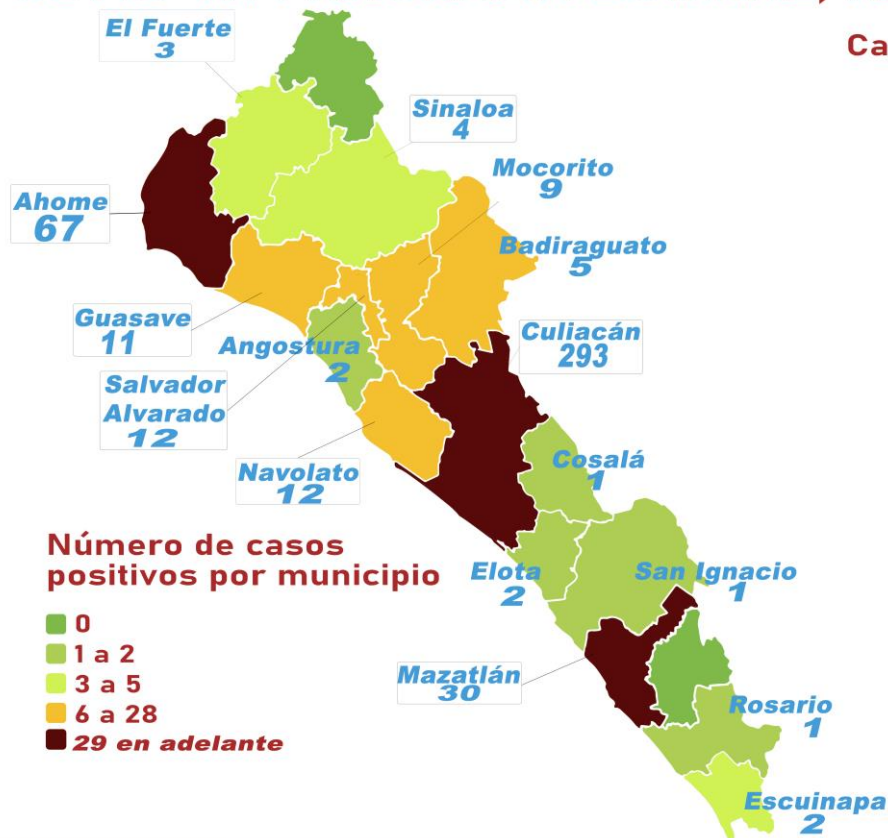 Ca
El Fuerte
3
Sinaloa
4
Mocorito
9
Ahome
67
Badiraguato
5
Guasave
11
Angostura
2
Culiacán
293
Salvador
Alvarado
12
Navolato
12
Cosalá
1
Número de casos
positivos por municipio
Elota
2
San Ignacio
1
0
1 a 2
3 a 5
6 a 28
29 en adelante
Mazatlán
30
Rosario
1
Escuinapa
2